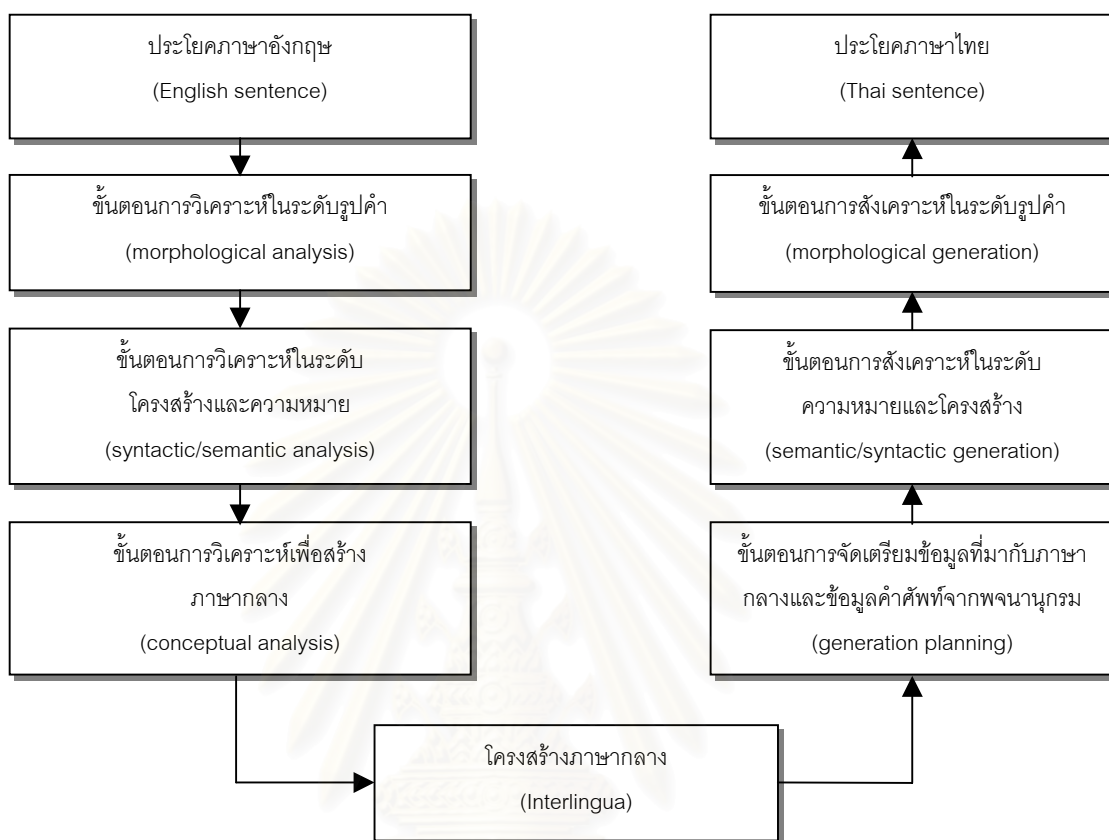 ประโยคภาษาอังกฤษ
(English sentence)
ขั้นตอนการวิเคราะห์ในระดับรูปคำ
(morphological analysis)
ขั้นตอนการวิเคราะห์ในระดับ
โครงสร้างและความหมาย
(syntactic/semantic analysis)
ขั้นตอนการวิเคราะห์เพื่อสร้าง
ภาษากลาง
(conceptual analysis)
โครงสร้างภาษากลาง
(Interlingua)
ขั้นตอนการจัดเตรียมข้อมูลที่มากับภาษา
กลางและข้อมูลคำศัพท์จากพจนานุกรม
(generation planning)
ขั้นตอนการสังเคราะห์ในระดับ
ความหมายและโครงสร้าง
(semantic/syntactic generation)
ขั้นตอนการสังเคราะห์ในระดับรูปคำ
(morphological generation)
ประโยคภาษาไทย
(Thai sentence)